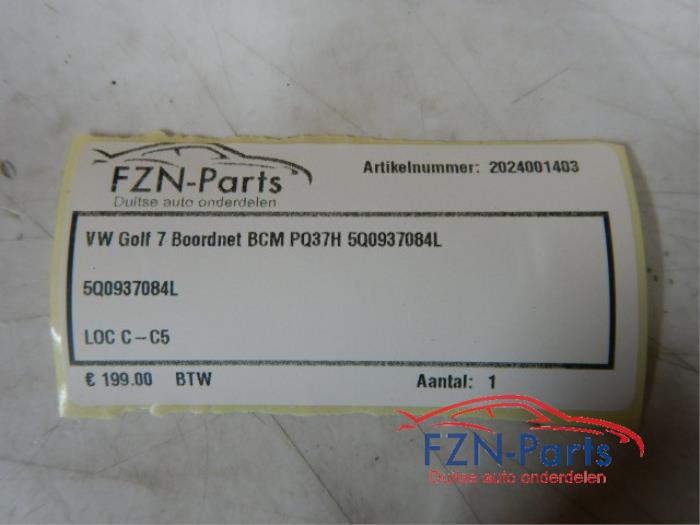 FZN-Parts
Duitse auto onderdelen
Artikelnummer: 2024001403
VW Golf 7 Boordnet BCM PQ37H 5Q0937084L
5Q0937084L
LOC C-C5
€ 199.00 BTW
Aantal: 1
FZN-Parts
Duitse auto onderdelen